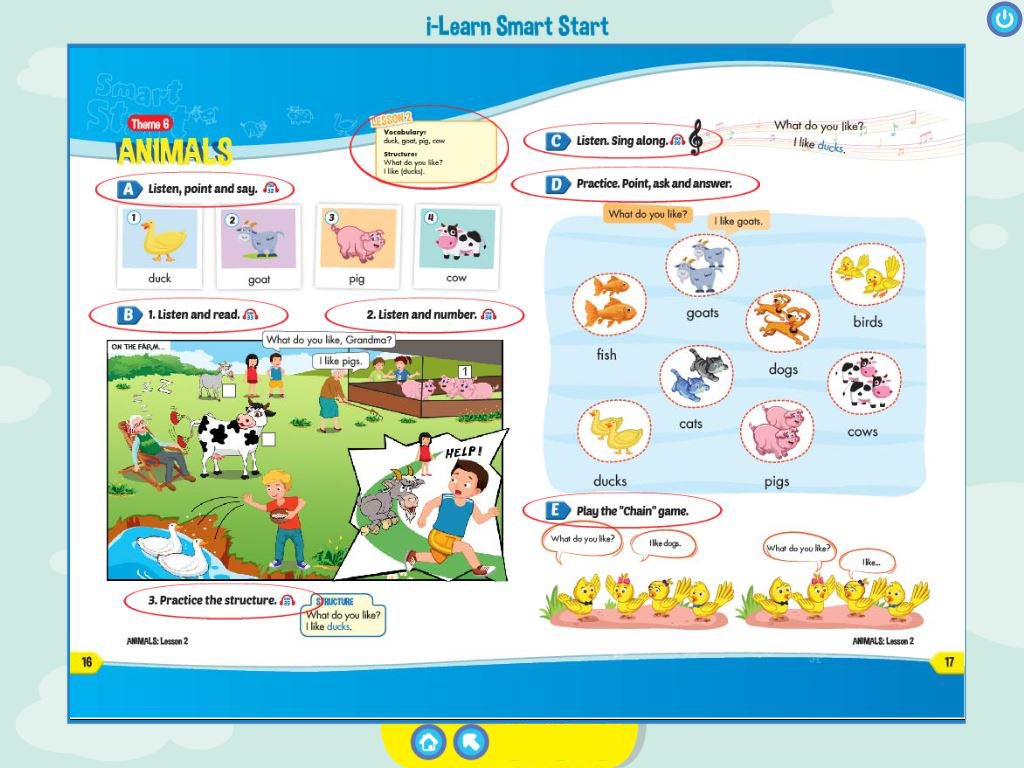 i-Learn Smart Start
Smart
Start
Theme 6
ANIMALS
LESSON 2
Vocabulary:
duck, goat, pig, cow
Structure:
What do you like?
I like (ducks).
A Listen, point and say.
1
2
3
4
duck
goat
pig
cow
B 1. Listen and read.
2. Listen and number.
ON THE FARM...
What do you like, Grandma?
I like pigs.
1
Z Z Z
HELP!
3. Practice the structure.
STRUCTURE
What do you like?
I like ducks.
ANIMALS: Lesson 2
16
C Listen. Sing along.
What do you like?
I like ducks.
D Practice. Point, ask and answer.
What do you like?
I like goats.
goats
birds
fish
dogs
cats
cows
ducks
pigs
E Play the "Chain" game.
What do you like?
I like dogs.
What do you like?
I like...
ANIMALS: Lesson 2
17